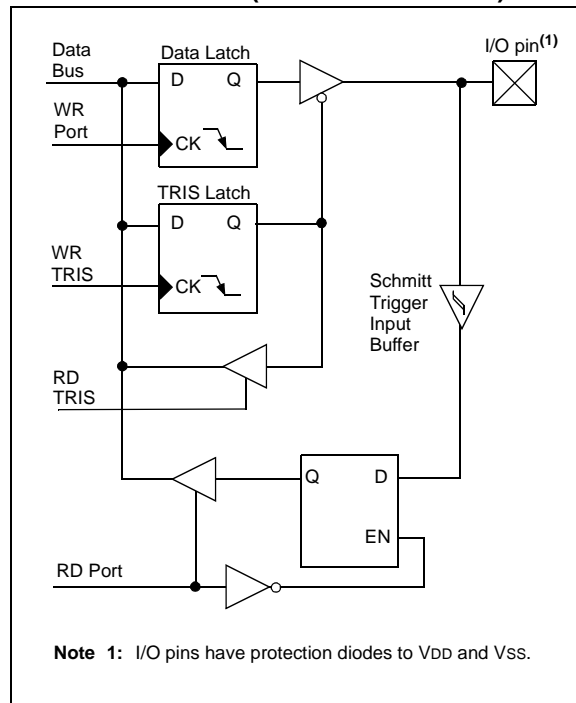 Data
Bus
Data Latch
I/O pin(1)
D Q
WR
Port
CK
TRIS Latch
D Q
WR
TRIS
CK
Schmitt
Trigger
Input
Buffer
RD
TRIS
Q D
EN
RD Port
Note 1: I/O pins have protection diodes to VDD and VSS.